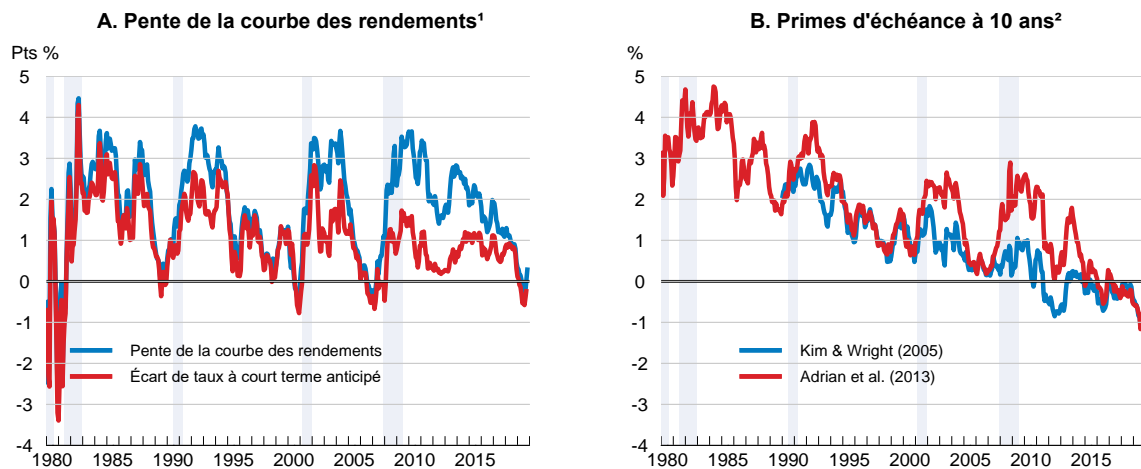 A. Pente de la courbe des rendements¹
Pts %
5
4
3
2
1
0
-1
-2
-3
-4
Pente de la courbe des rendements
Écart de taux à court terme anticipé
1980 1985 1990 1995 2000 2005 2010 2015
B. Primes d'échéance à 10 ans²
%
5
4
3
2
1
0
-1
-2
-3
-4
Kim & Wright (2005)
Adrian et al. (2013)
1980 1985 1990 1995 2000 2005 2010 2015